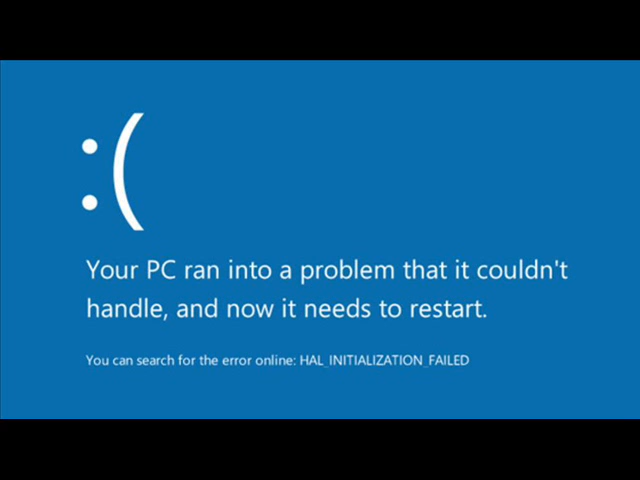 :(
Your PC ran into a problem that it couldn't
handle, and now it needs to restart.
You can search for the error online: HAL_INITIALIZATION_FAILED